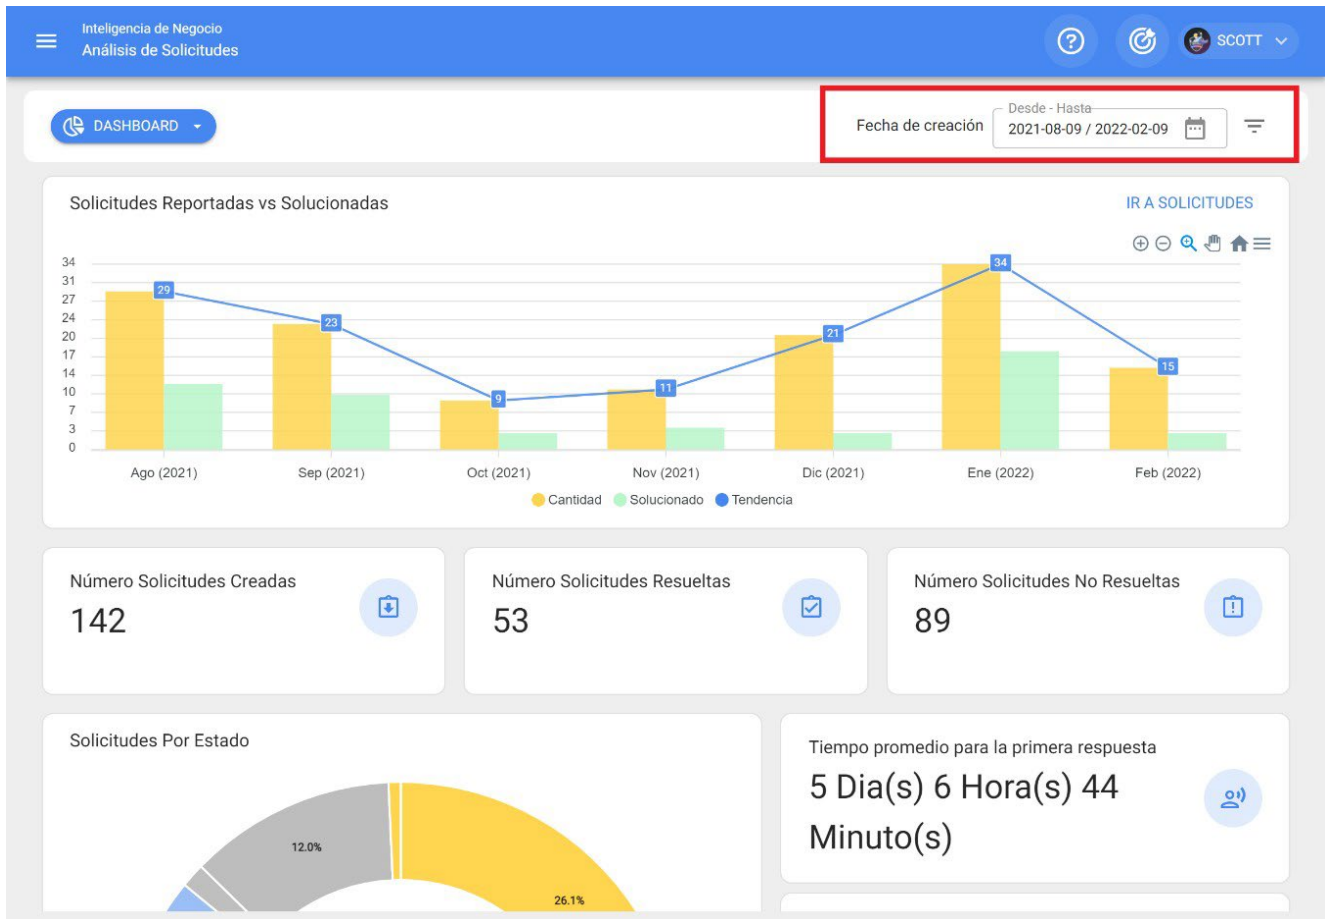 Inteligencia de Negocio
Análisis de Solicitudes
SCOTT
DASHBOARD
Fecha de creación
Desde - Hasta
2021-08-09 / 2022-02-09
Solicitudes Reportadas vs Solucionadas
IR A SOLICITUDES
34
31
27
24
20
17
14
10
7
3
0
29
23
9
11
21
34
15
Ago (2021)
Sep (2021)
Oct (2021)
Nov (2021)
Dic (2021)
Ene (2022)
Feb (2022)
Cantidad
Solucionado
Tendencia
Número Solicitudes Creadas
142
Número Solicitudes Resueltas
53
Número Solicitudes No Resueltas
89
Solicitudes Por Estado
12.0%
26.1%
Tiempo promedio para la primera respuesta
5 Dia(s) 6 Hora(s) 44
Minuto(s)